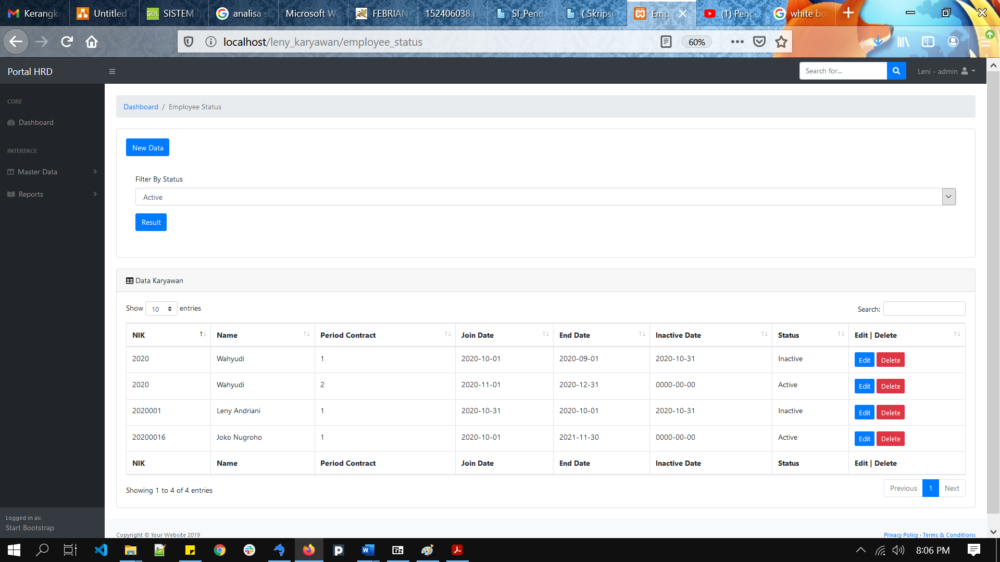 Kerangk
Untitled
SISTEM
analisa si
Microsoft Wo
FEBRIAN
152406038.p
SI_Penda
( Skripsi
Emp
(1) Peng
white bo
localhost/leny_karyawan/employee_status
60%
Portal HRD
Search for...
Leni - admin
CORE
Dashboard
INTERFACE
Master Data
Reports
Dashboard / Employee Status
New Data
Filter By Status
Active
Result
Data Karyawan
Show 10 entries
Search:
NIK Name Period Contract Join Date End Date Inactive Date Status Edit | Delete
2020 Wahyudi 1 2020-10-01 2020-09-01 2020-10-31 Inactive Edit Delete
2020 Wahyudi 2 2020-11-01 2020-12-31 0000-00-00 Active Edit Delete
2020001 Leny Andriani 1 2020-10-31 2020-10-01 2020-10-31 Inactive Edit Delete
20200016 Joko Nugroho 1 2020-10-01 2021-11-30 0000-00-00 Active Edit Delete
NIK Name Period Contract Join Date End Date Inactive Date Status Edit | Delete
Showing 1 to 4 of 4 entries
Previous 1 Next
Logged in as:
Start Bootstrap
Copyright © Your Website 2019
Privacy Policy · Terms & Conditions
8:06 PM